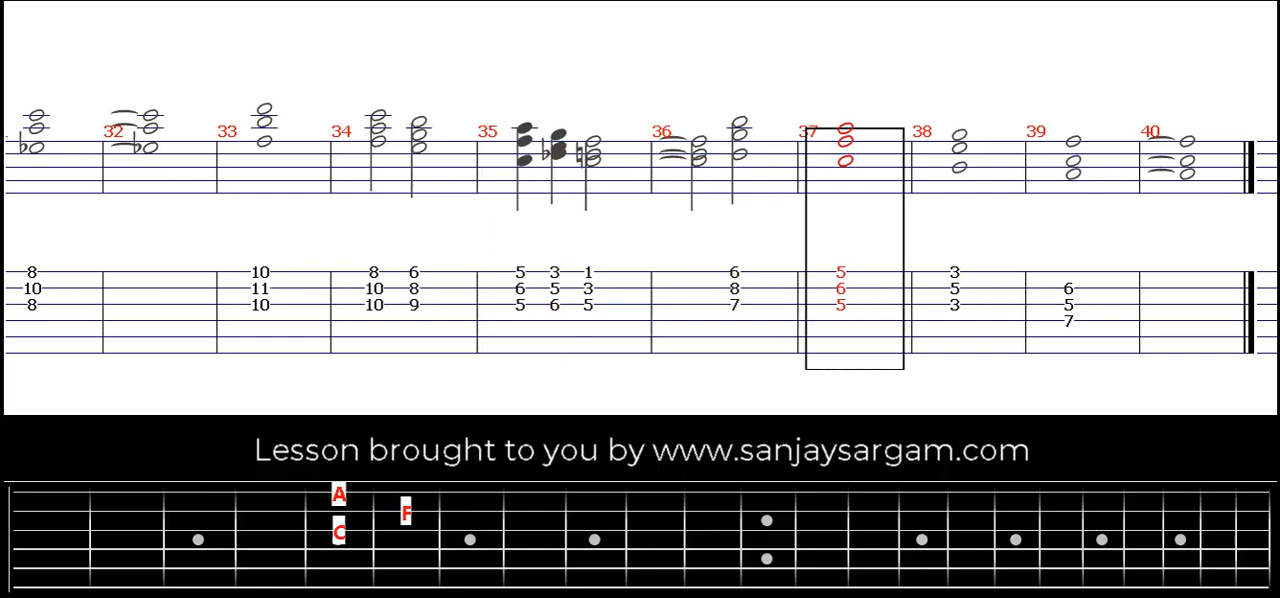 32 33 34 35 36 37 38 39 40
8 10 8 6 5 3 1 6 5 3
10 11 10 8 6 5 3 8 6 5 6
8 10 10 9 5 6 5 7 5 3 5
7
Lesson brought to you by www.sanjaysargam.com
A
F
C